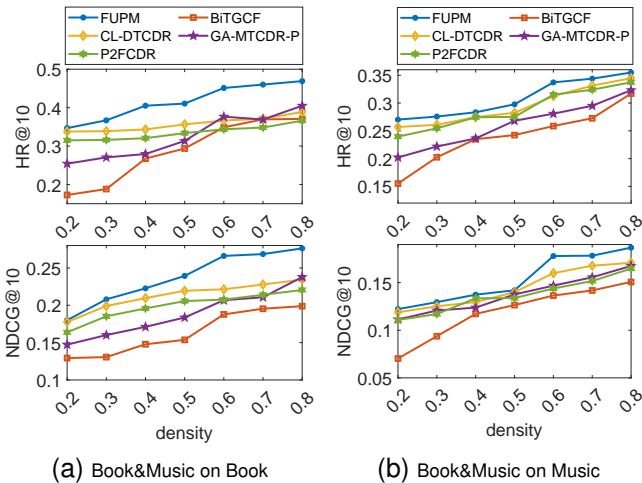 FUPM BiTGCF
CL-DTCDR GA-MTCDR-P
P2FCDR
HR@10
0.5
0.4
0.3
0.2
0.2 0.3 0.4 0.5 0.6 0.7 0.8
NDCG@10
0.25
0.2
0.15
0.1
0.2 0.3 0.4 0.5 0.6 0.7 0.8
density
(a) Book&Music on Book
FUPM BiTGCF
CL-DTCDR GA-MTCDR-P
P2FCDR
HR@10
0.35
0.3
0.25
0.2
0.15
0.2 0.3 0.4 0.5 0.6 0.7 0.8
NDCG@10
0.15
0.1
0.05
0.2 0.3 0.4 0.5 0.6 0.7 0.8
density
(b) Book&Music on Music